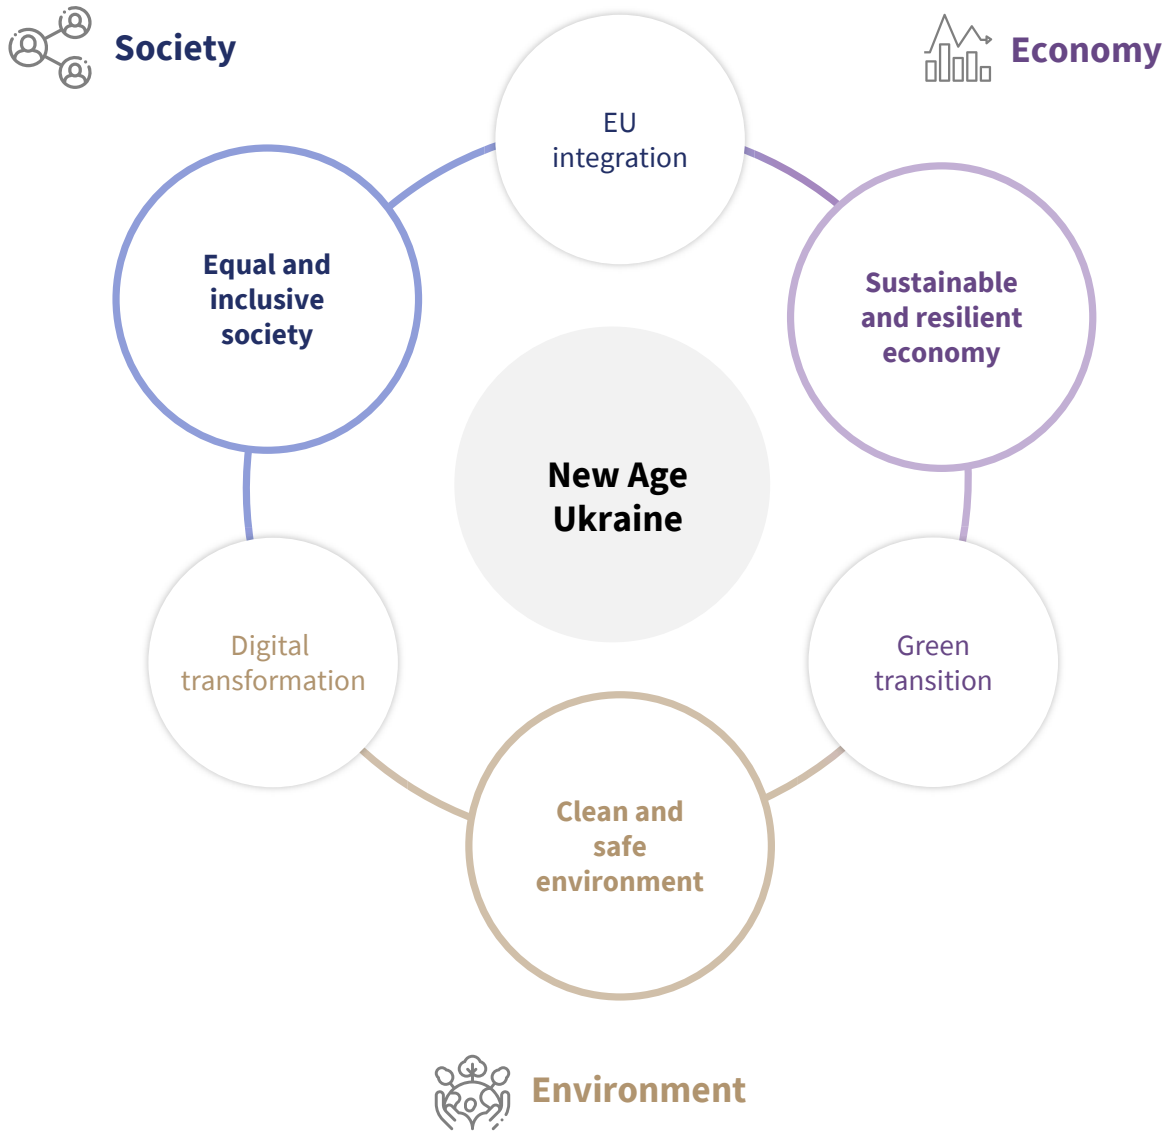 Society
Economy
EU
integration
Equal and
inclusive
society
Sustainable
and resilient
economy
New Age
Ukraine
Digital
transformation
Green
transition
Clean and
safe
environment
Environment